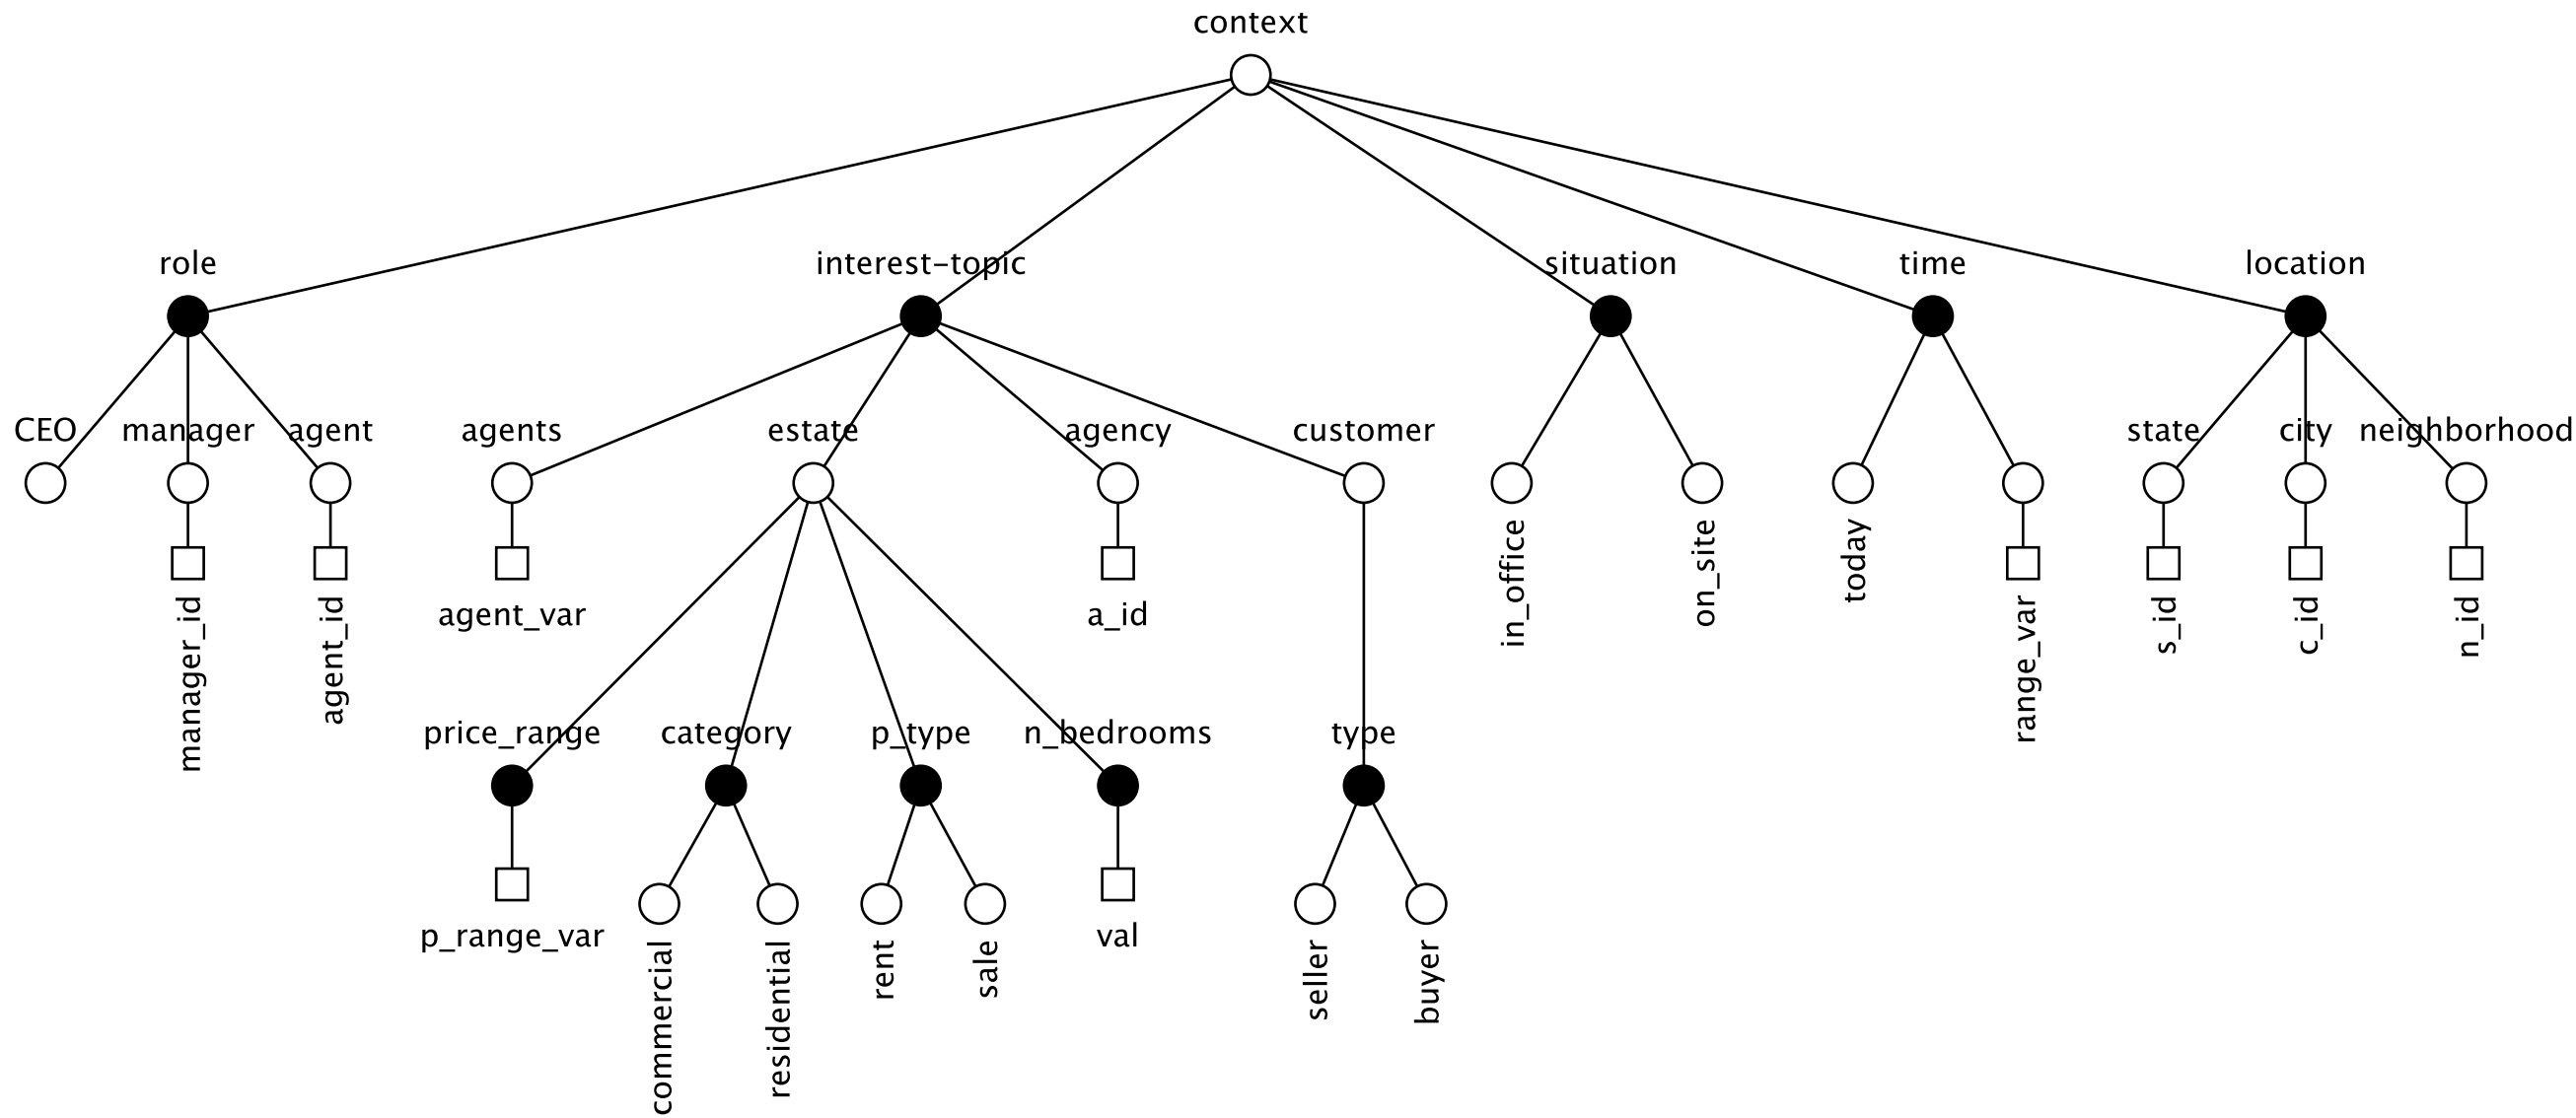 context
role
interest-topic
situation
time
location
CEO
manager
agent
agents
estate
agency
customer
state
city
neighborhood
in_office
on_site
today
manager_id
agent_id
agent_var
a_id
range_var
s_id
c_id
n_id
price_range
category
p_type
n_bedrooms
type
p_range_var
commercial
residential
rent
sale
val
seller
buyer